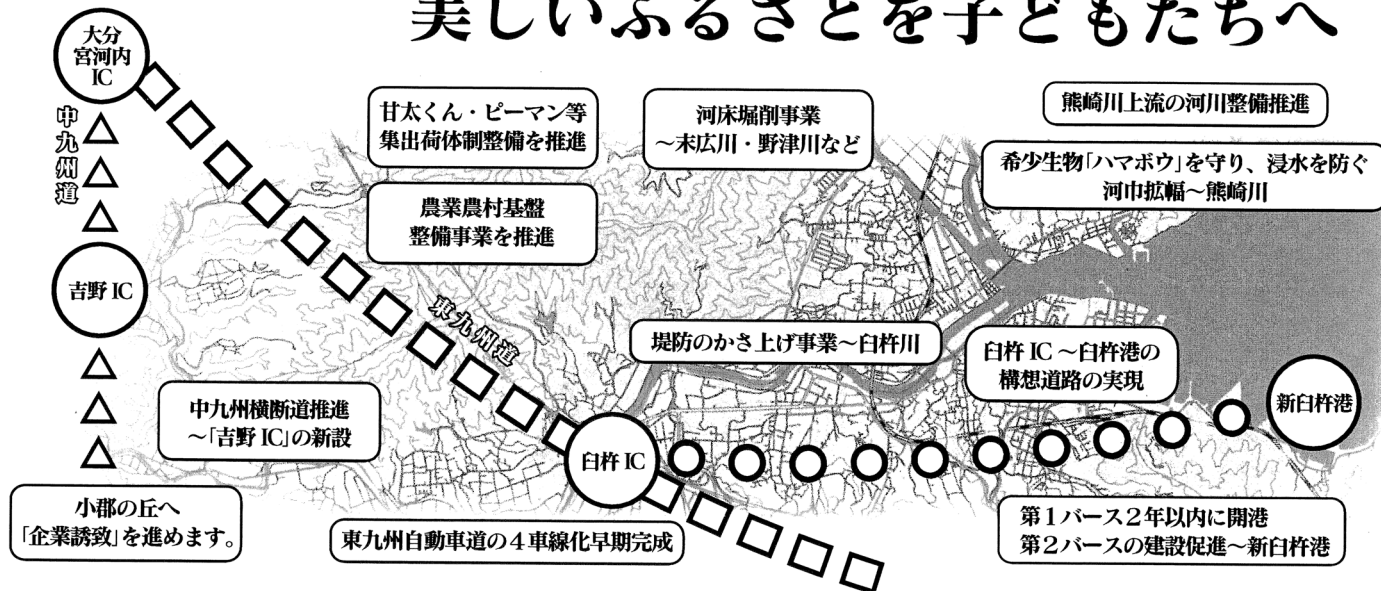 美しいふるさとを子どもたちへ
大分
宮河内
IC
中九州道
吉野 IC
甘太くん・ピーマン等
集出荷体制整備を推進
農業農村基盤
整備事業を推進
河床堀削事業
～末広川・野津川など
熊崎川上流の河川整備推進
希少生物「ハマボウ」を守り、浸水を防ぐ
河巾拡幅～熊崎川
東九州道
堤防のかさ上げ事業～臼杵川
臼杵 IC ～臼杵港の
構想道路の実現
新臼杵港
中九州横断道推進
～「吉野 IC」の新設
臼杵 IC
小郡の丘へ
「企業誘致」を進めます。
東九州自動車道の４車線化早期完成
第１バース２年以内に開港
第２バースの建設促進～新臼杵港